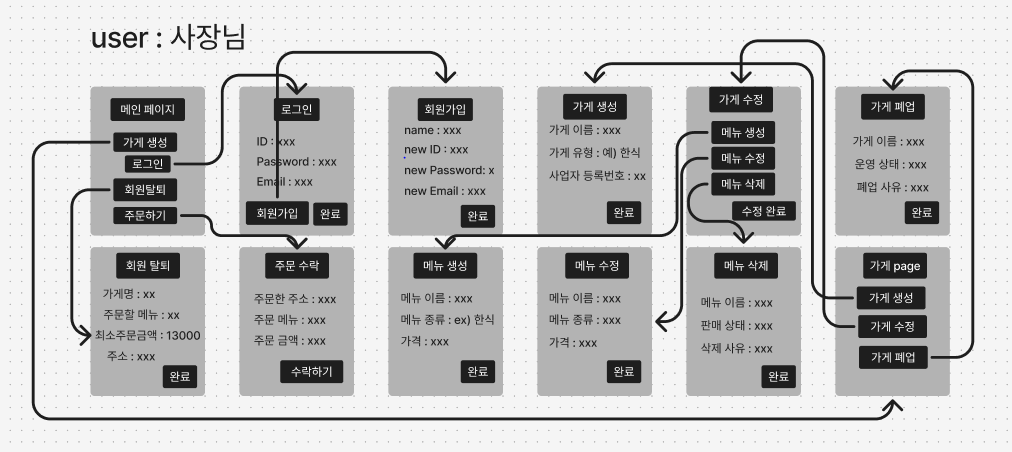 user : 사장님
메인 페이지
가게 생성
로그인
회원탈퇴
주문하기
로그인
ID : xxx
Password : xxx
Email : xxx
회원가입
완료
회원가입
name : xxx
new ID : xxx
new Password: x
new Email : xxx
완료
가게 생성
가게 이름 : xxx
가게 유형 : 예) 한식
사업자 등록번호 : xx
완료
가게 수정
메뉴 생성
메뉴 수정
메뉴 삭제
수정 완료
가게 폐업
가게 이름 : xxx
운영 상태 : xxx
폐업 사유 : xxx
완료
회원 탈퇴
가게명 : xx
주문할 메뉴 : xx
최소주문금액 : 13000
주소 : xxx
완료
주문 수락
주문한 주소 : xxx
주문 메뉴 : xxx
주문 금액 : xxx
수락하기
메뉴 생성
메뉴 이름 : xxx
메뉴 종류 : ex) 한식
가격 : xxx
완료
메뉴 수정
메뉴 이름 : xxx
메뉴 종류 : xxx
가격 : xxx
완료
메뉴 삭제
메뉴 이름 : xxx
판매 상태 : xxx
삭제 사유 : xxx
완료
가게 page
가게 생성
가게 수정
가게 폐업